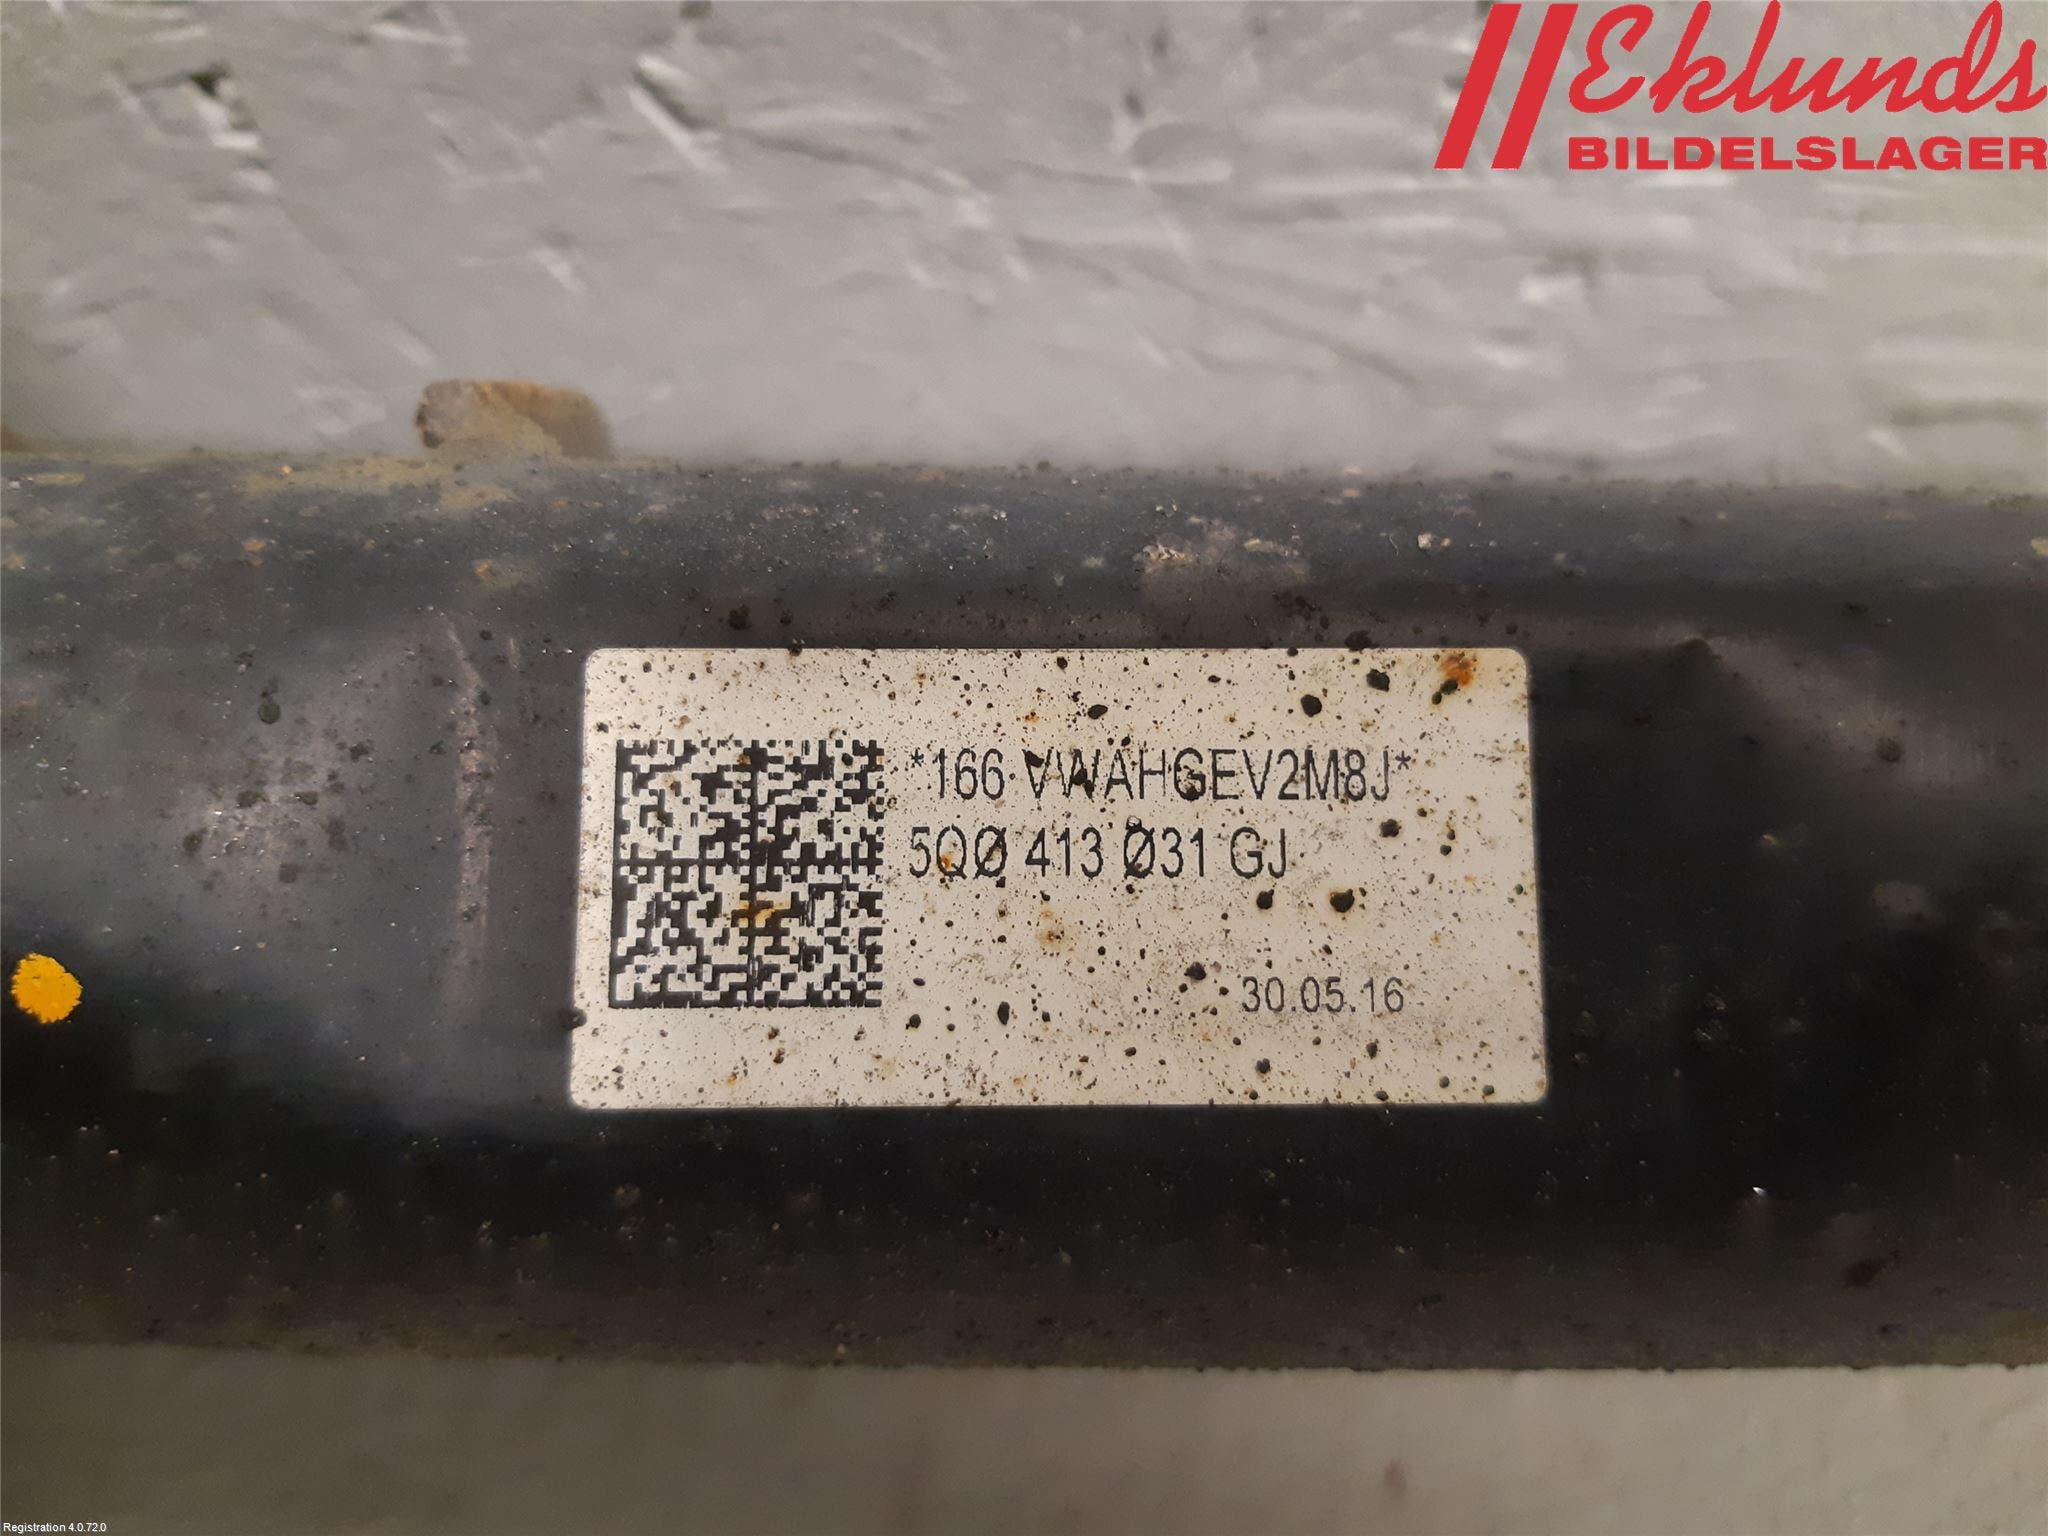 Eklunds
BILDELSLAGER
*166 VWAHGEV2M8J*
5QØ 413 Ø31 GJ
30.05.16
Registration 4.0.72.0